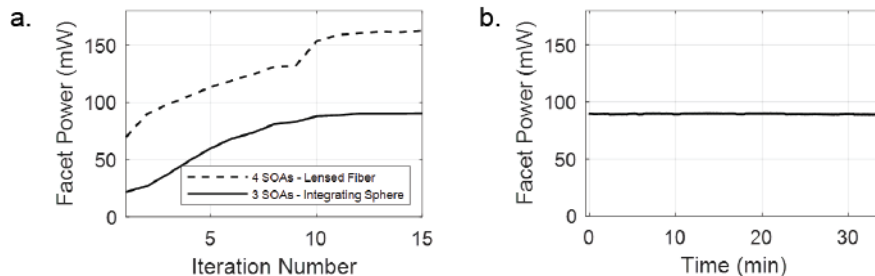 a.
Facet Power (mW)
150
100
50
0
4 SOAs - Lensed Fiber
3 SOAs - Integrating Sphere
5
10
15
Iteration Number
b.
Facet Power (mW)
150
100
50
0
0
10
20
30
Time (min)